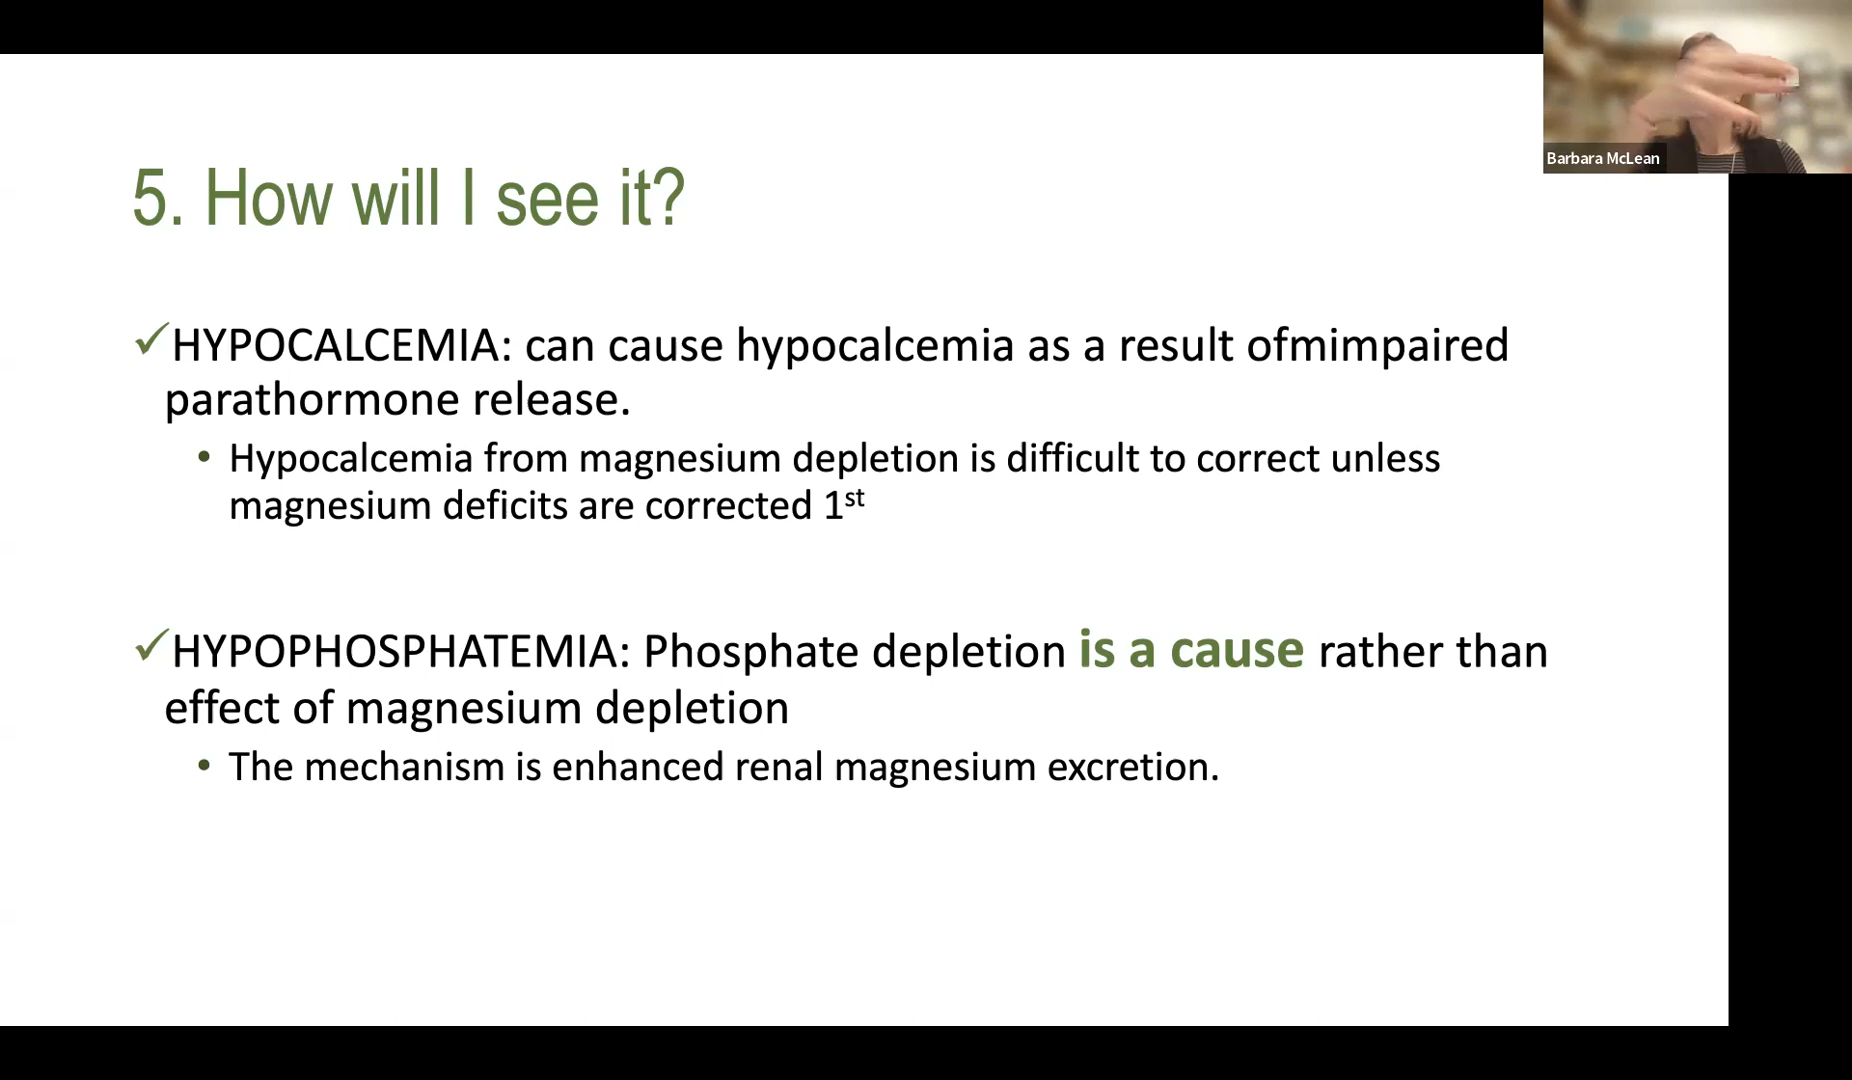 Barbara McLean
5. How will I see it?
✓HYPOCALCEMIA: can cause hypocalcemia as a result ofmimpaired
parathormone release.
• Hypocalcemia from magnesium depletion is difficult to correct unless
magnesium deficits are corrected 1st
✓HYPOPHOSPHATEMIA: Phosphate depletion is a cause rather than
effect of magnesium depletion
• The mechanism is enhanced renal magnesium excretion.